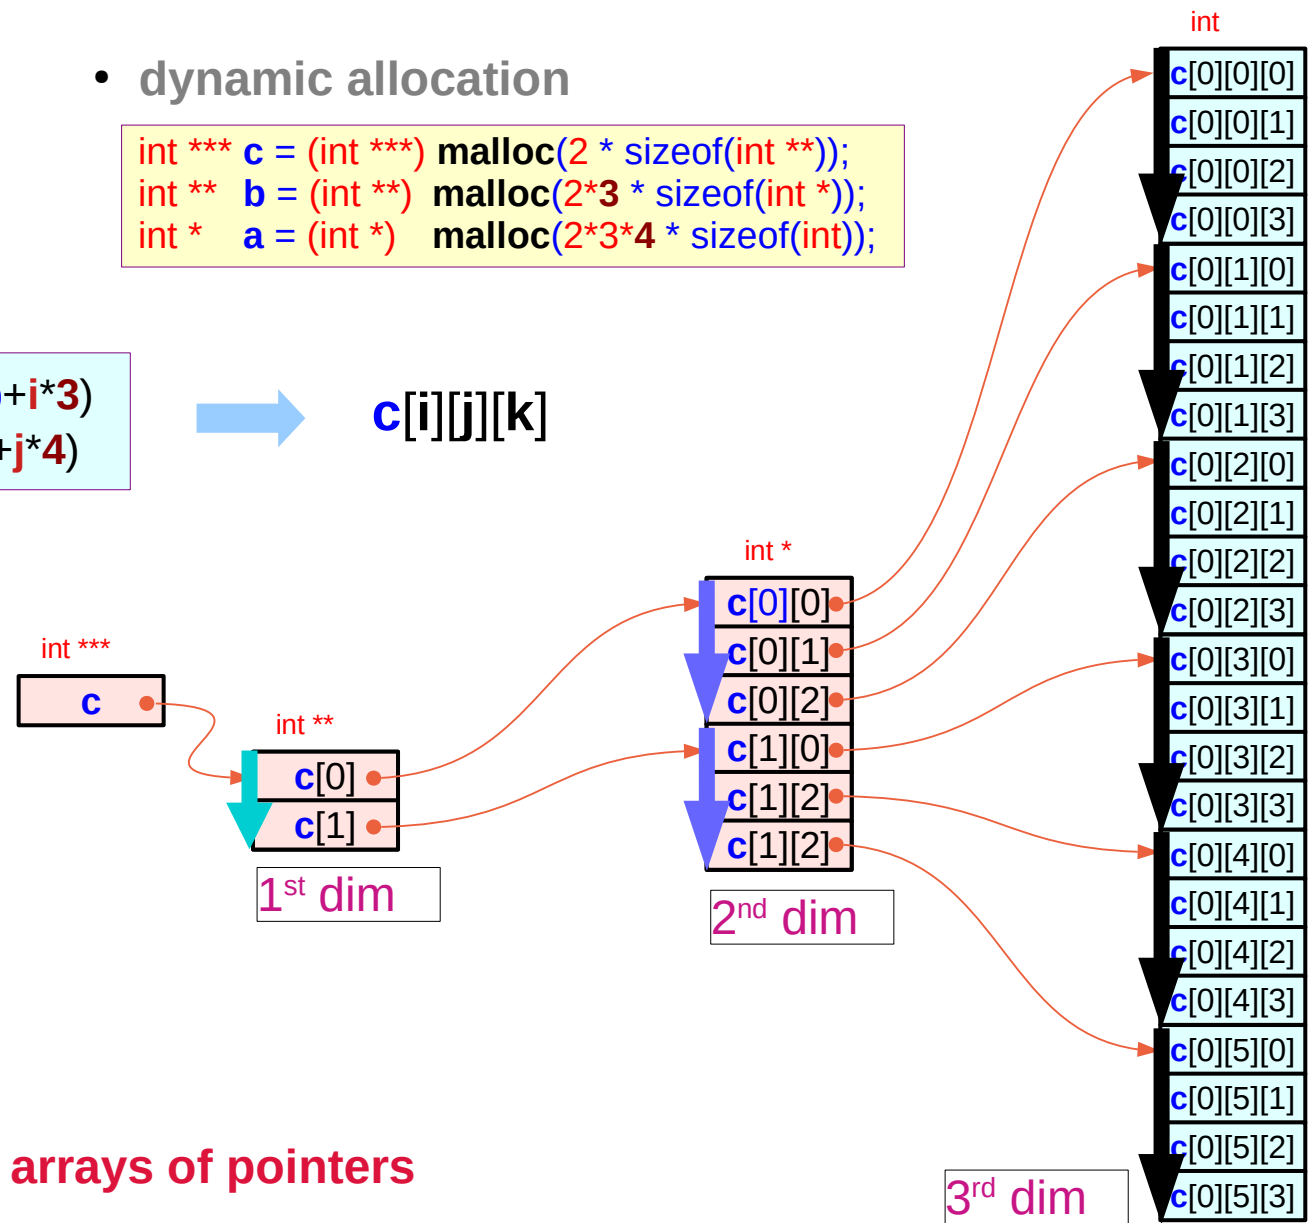 int
• dynamic allocation
int *** c = (int ***) malloc(2 * sizeof(int **));
int ** b = (int **) malloc(2*3 * sizeof(int *));
int * a = (int *) malloc(2*3*4 * sizeof(int));
+i*3)
+j*4)
c[i][j][k]
int ***
c
int **
c[0]
c[1]
1st dim
int *
c[0][0]
c[0][1]
c[0][2]
c[1][0]
c[1][2]
c[1][2]
2nd dim
c[0][0][0]
c[0][0][1]
c[0][0][2]
c[0][0][3]
c[0][1][0]
c[0][1][1]
c[0][1][2]
c[0][1][3]
c[0][2][0]
c[0][2][1]
c[0][2][2]
c[0][2][3]
c[0][3][0]
c[0][3][1]
c[0][3][2]
c[0][3][3]
c[0][4][0]
c[0][4][1]
c[0][4][2]
c[0][4][3]
c[0][5][0]
c[0][5][1]
c[0][5][2]
c[0][5][3]
3rd dim
arrays of pointers